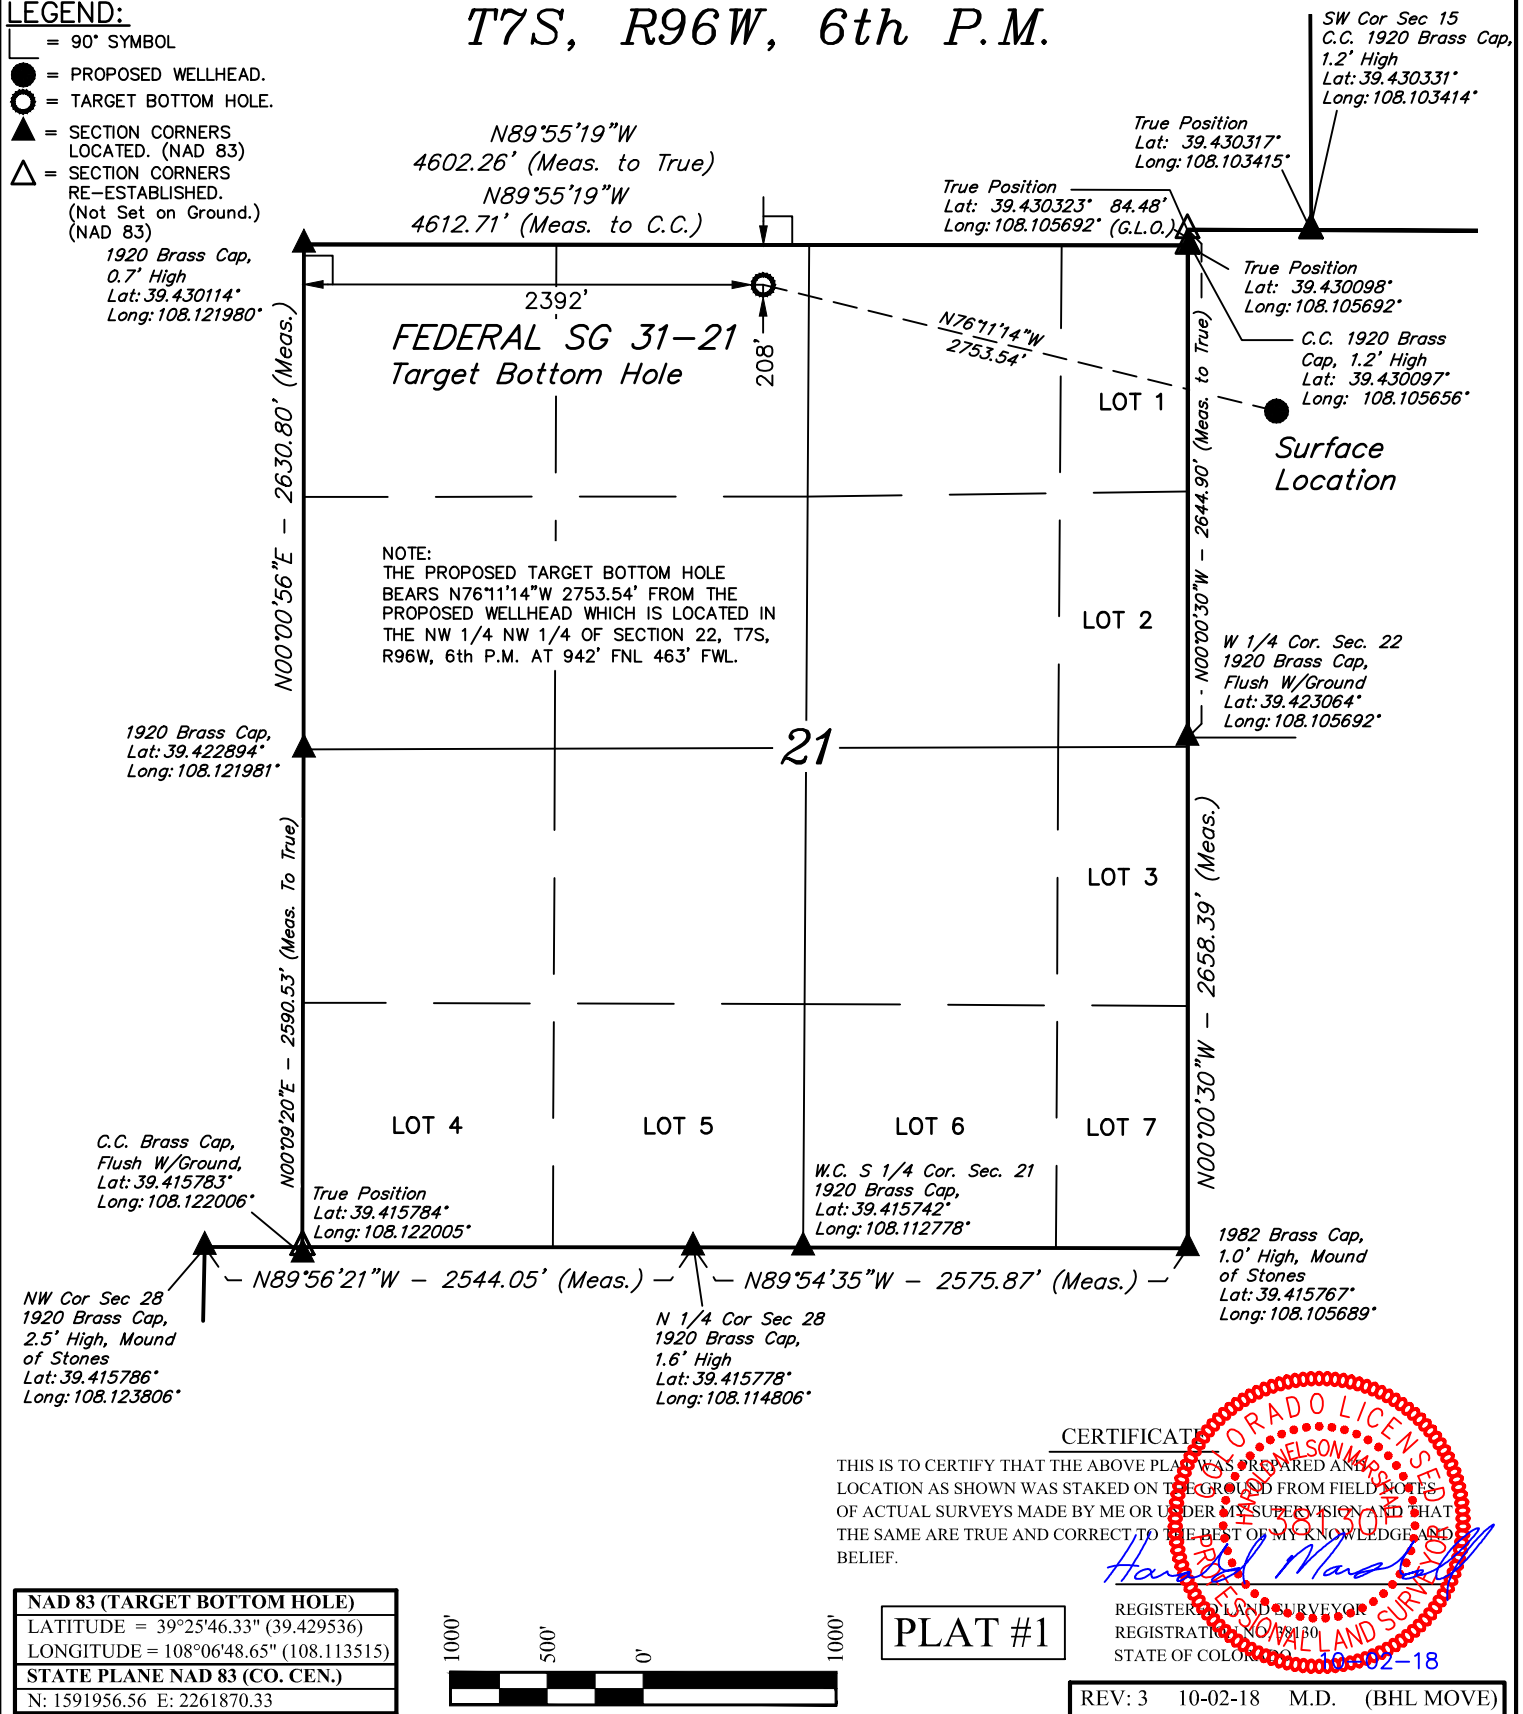 LEGEND:
= 90° SYMBOL
= PROPOSED WELLHEAD.
= TARGET BOTTOM HOLE.
= SECTION CORNERS
LOCATED. (NAD 83)
= SECTION CORNERS
RE-ESTABLISHED.
(Not Set on Ground.)
(NAD 83)
T7S, R96W, 6th P.M.
SW Cor Sec 15
C.C. 1920 Brass Cap,
1.2' High
Lat: 39.430331°
Long: 108.103414°
True Position
Lat: 39.430317°
Long: 108.103415°
N89°55'19"W
4602.26' (Meas. to True)
N89°55'19"W
4612.71' (Meas. to C.C.)
True Position
Lat: 39.430323° 84.48'
Long: 108.105692° (G.L.O.)
1920 Brass Cap,
0.7' High
Lat: 39.430114°
Long: 108.121980°
True Position
Lat: 39.430098°
Long: 108.105692°
C.C. 1920 Brass
Cap, 1.2' High
Lat: 39.430097°
Long: 108.105656°
2392'
208'
FEDERAL SG 31-21
Target Bottom Hole
N76°11'14"W
2753.54'
LOT 1
Surface
Location
N00°00'56"E - 2630.80' (Meas.)
N00°00'30"W - 2644.90' (Meas. to True)
NOTE:
THE PROPOSED TARGET BOTTOM HOLE
BEARS N76°11'14"W 2753.54' FROM THE
PROPOSED WELLHEAD WHICH IS LOCATED IN
THE NW 1/4 NW 1/4 OF SECTION 22, T7S,
R96W, 6th P.M. AT 942' FNL 463' FWL.
LOT 2
W 1/4 Cor. Sec. 22
1920 Brass Cap,
Flush W/Ground
Lat: 39.423064°
Long: 108.105692°
1920 Brass Cap,
Lat: 39.422894°
Long: 108.121981°
21
N00°09'20"E - 2590.53' (Meas. To True)
LOT 3
N00°00'30"W - 2658.39' (Meas.)
LOT 4
LOT 5
LOT 6
LOT 7
C.C. Brass Cap,
Flush W/Ground,
Lat: 39.415783°
Long: 108.122006°
True Position
Lat: 39.415784°
Long: 108.122005°
W.C. S 1/4 Cor. Sec. 21
1920 Brass Cap,
Lat: 39.415742°
Long: 108.112778°
1982 Brass Cap,
1.0' High, Mound
of Stones
Lat: 39.415767°
Long: 108.105689°
N89°56'21"W - 2544.05' (Meas.)
N89°54'35"W - 2575.87' (Meas.)
NW Cor Sec 28
1920 Brass Cap,
2.5' High, Mound
of Stones
Lat: 39.415786°
Long: 108.123806°
N 1/4 Cor Sec 28
1920 Brass Cap,
1.6' High
Lat: 39.415778°
Long: 108.114806°
CERTIFICATE
THIS IS TO CERTIFY THAT THE ABOVE PLAT WAS PREPARED AND
LOCATION AS SHOWN WAS STAKED ON THE GROUND FROM FIELD NOTES
OF ACTUAL SURVEYS MADE BY ME OR UNDER MY SUPERVISION AND THAT
THE SAME ARE TRUE AND CORRECT TO THE BEST OF MY KNOWLEDGE AND
BELIEF.
COLORADO LICENSED
PROFESSIONAL LAND SURVEYOR
HAROLD NELSON MARSHALL
38130
Harold Marshall
REGISTERED LAND SURVEYOR
REGISTRATION NO. 38130
STATE OF COLORADO
10-02-18
NAD 83 (TARGET BOTTOM HOLE)
LATITUDE = 39°25'46.33" (39.429536)
LONGITUDE = 108°06'48.65" (108.113515)
STATE PLANE NAD 83 (CO. CEN.)
N: 1591956.56 E: 2261870.33
1000' 500' 0' 1000'
PLAT #1
REV: 3 10-02-18 M.D. (BHL MOVE)